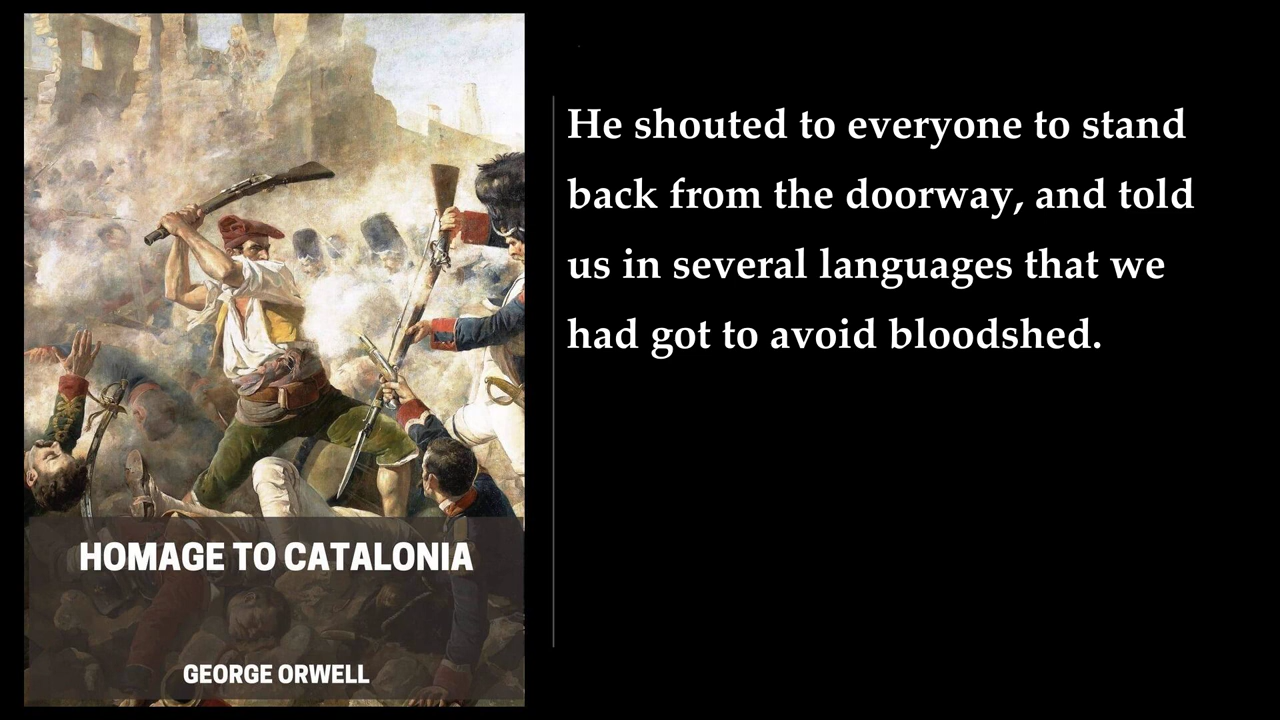 He shouted to everyone to stand
back from the doorway, and told
us in several languages that we
had got to avoid bloodshed.
HOMAGE TO CATALONIA
GEORGE ORWELL